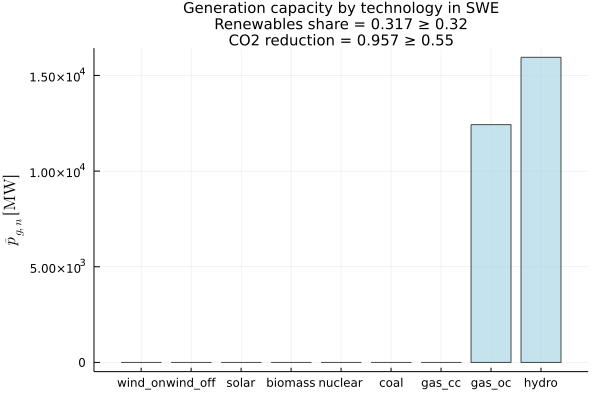 Generation capacity by technology in SWE
Renewables share = 0.317 ≥ 0.32
CO2 reduction = 0.957 ≥ 0.55
1.50×10⁴
1.00×10⁴
5.00×10³
0
p̄g,n [MW]
wind_on wind_off solar biomass nuclear coal gas_cc gas_oc hydro